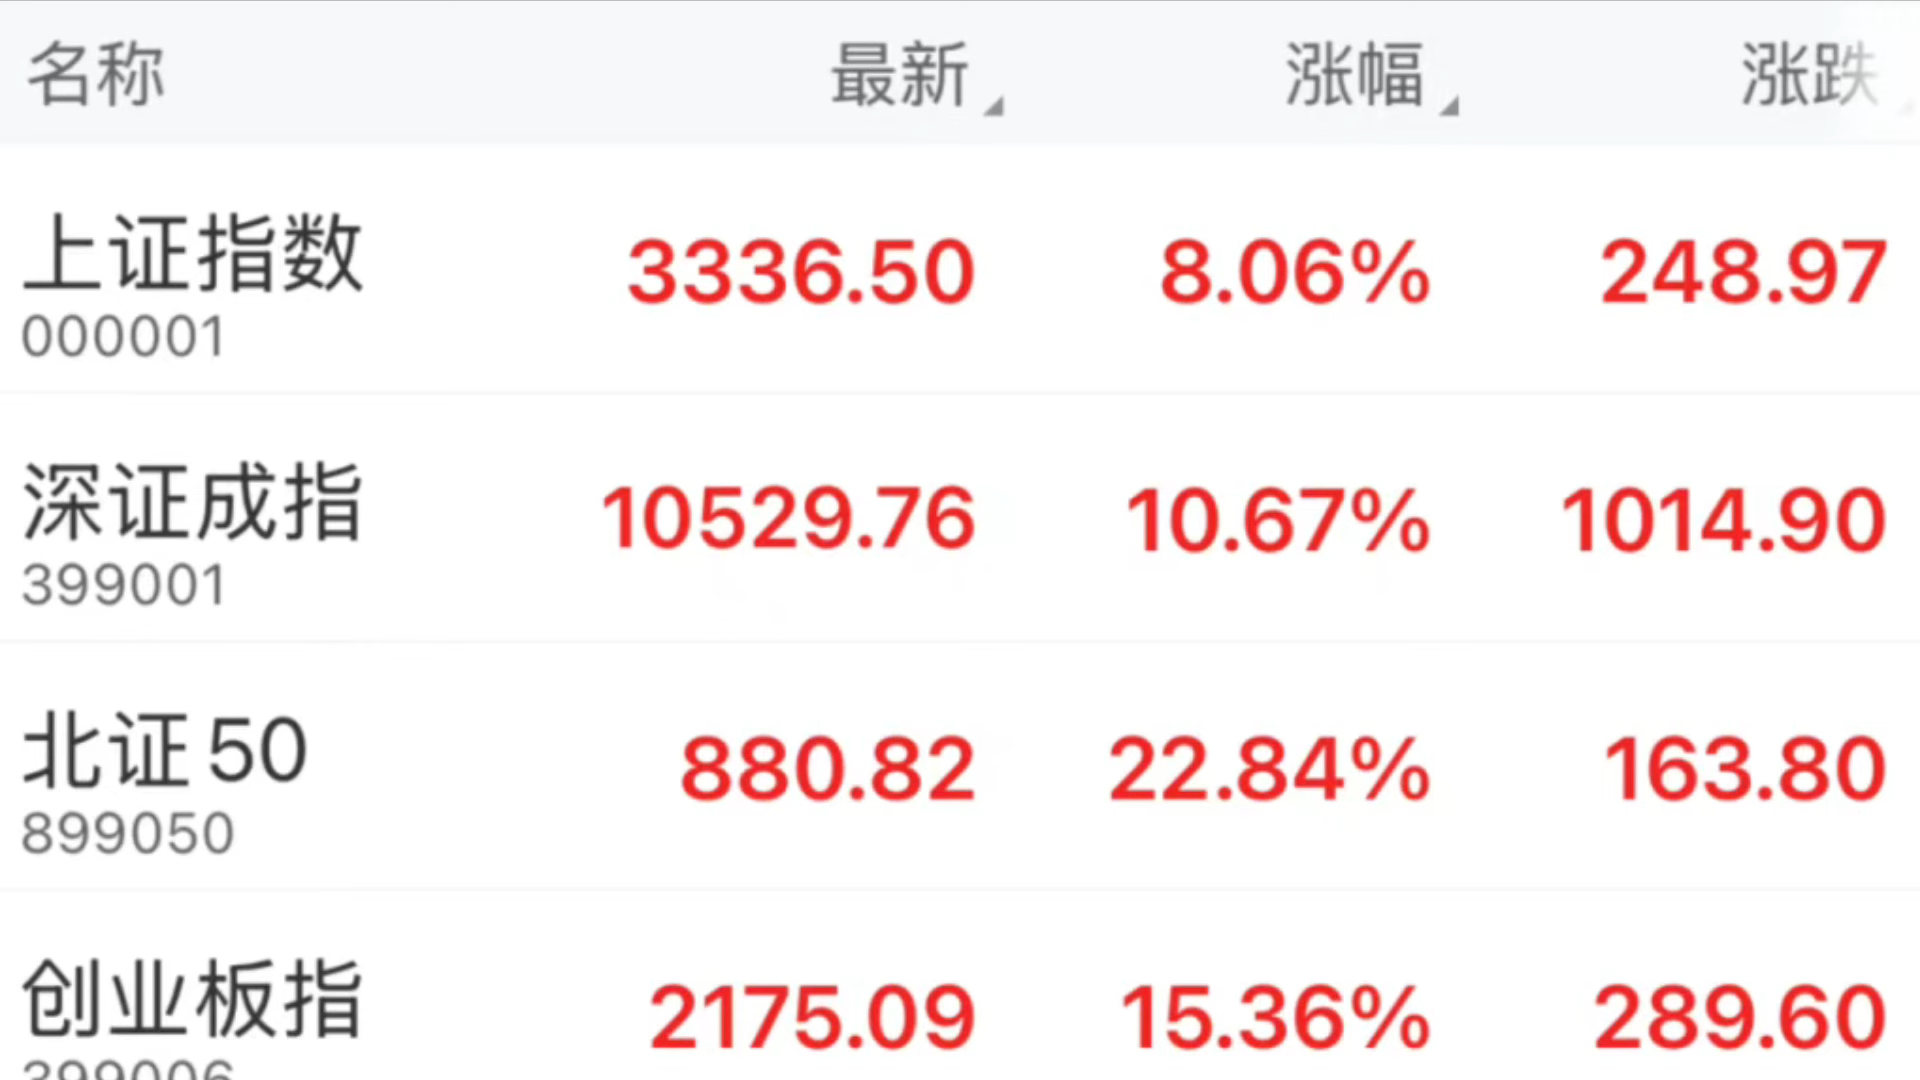 名称 最新 涨幅 涨跌
上证指数 3336.50 8.06% 248.97
000001
深证成指 10529.76 10.67% 1014.90
399001
北证50 880.82 22.84% 163.80
899050
创业板指 2175.09 15.36% 289.60
399006